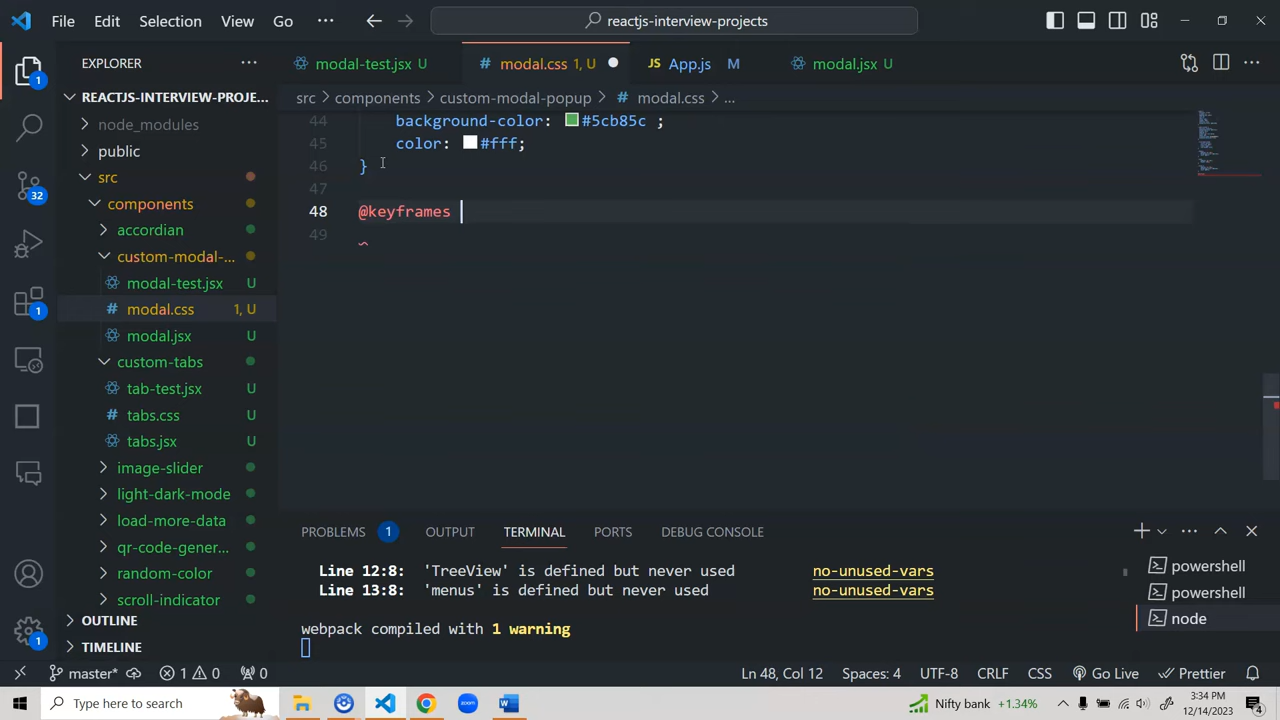 File Edit Selection View Go ··· reactjs-interview-projects
EXPLORER ···
REACTJS-INTERVIEW-PROJE...
node_modules
public
src
components
accordian
custom-modal-...
modal-test.jsx U
modal.css 1, U
modal.jsx U
custom-tabs
tab-test.jsx U
tabs.css U
tabs.jsx U
image-slider
light-dark-mode
load-more-data
qr-code-gener...
random-color
scroll-indicator
OUTLINE
TIMELINE
1
32
1
1
modal-test.jsx U # modal.css 1, U JS App.js M modal.jsx U
src > components > custom-modal-popup > # modal.css > ...
44 background-color: #5cb85c ;
45 color: #fff;
46 }
47
48 @keyframes
49
PROBLEMS 1 OUTPUT TERMINAL PORTS DEBUG CONSOLE
Line 12:8: 'TreeView' is defined but never used no-unused-vars
Line 13:8: 'menus' is defined but never used no-unused-vars
webpack compiled with 1 warning
powershell
powershell
node
master* 1 0 0 Ln 48, Col 12 Spaces: 4 UTF-8 CRLF CSS Go Live Prettier
Type here to search zoom Nifty bank +1.34% 3:34 PM
12/14/2023 4